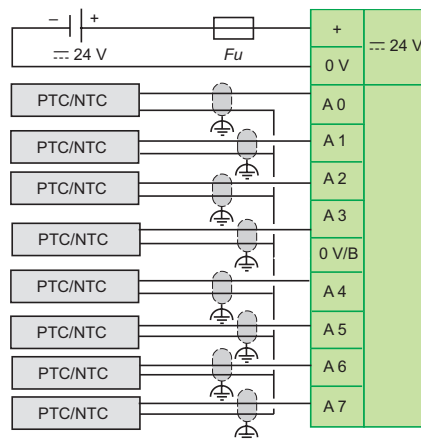 – +
+
⎓ 24 V
⎓ 24 V
Fu
0 V
PTC/NTC
A 0
PTC/NTC
A 1
PTC/NTC
A 2
A 3
PTC/NTC
0 V/B
PTC/NTC
A 4
PTC/NTC
A 5
PTC/NTC
A 6
PTC/NTC
A 7